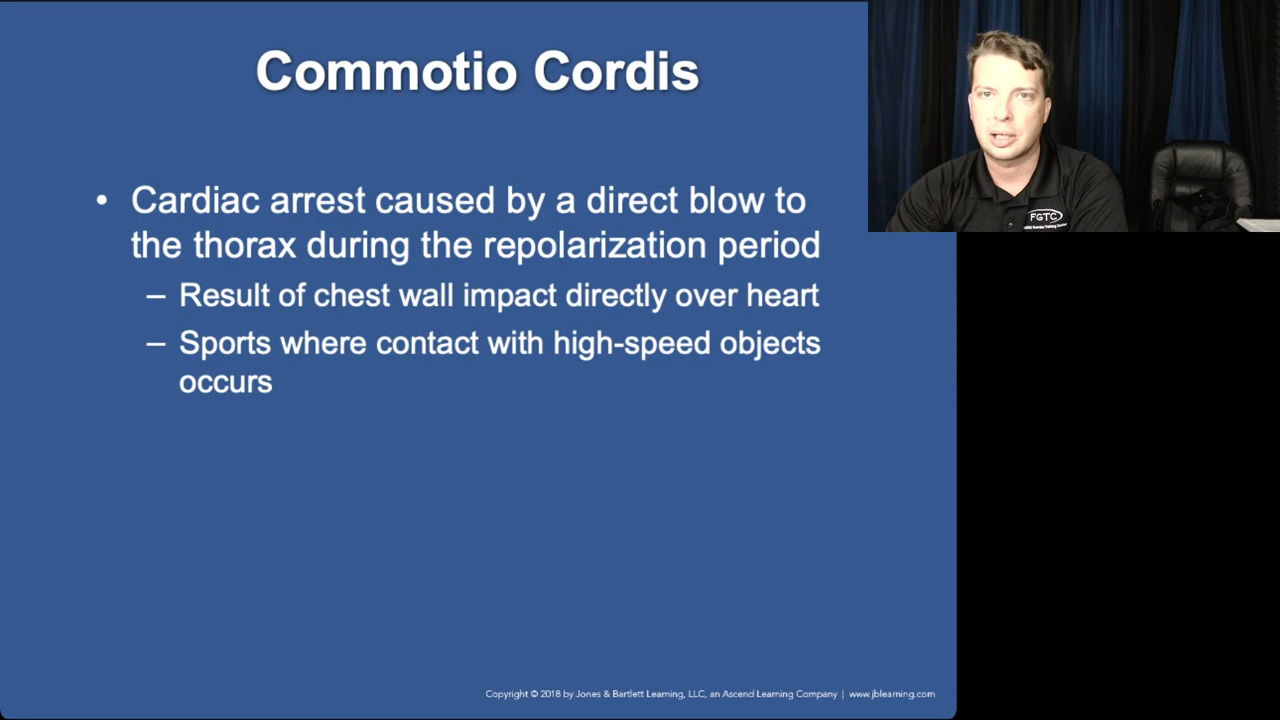 Commotio Cordis
• Cardiac arrest caused by a direct blow to
the thorax during the repolarization period
– Result of chest wall impact directly over heart
– Sports where contact with high-speed objects
occurs
FGTC
Copyright © 2018 by Jones & Bartlett Learning, LLC, an Ascend Learning Company | www.jblearning.com